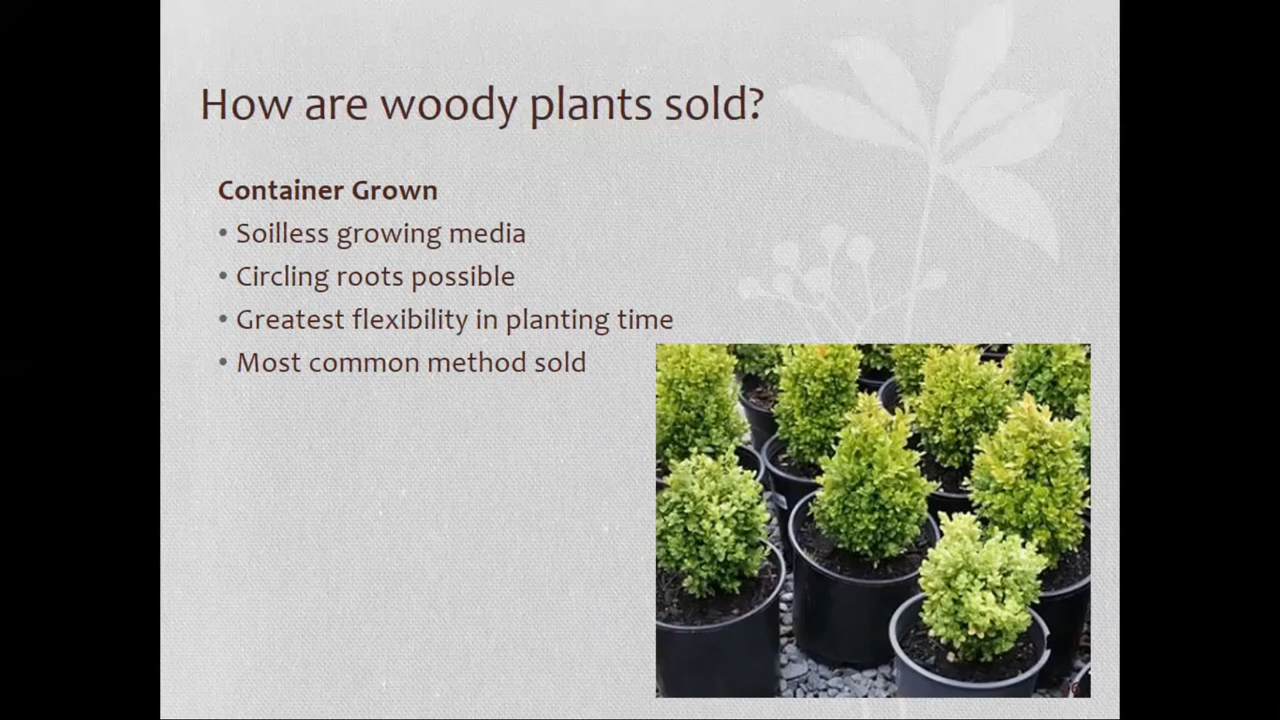 How are woody plants sold?
Container Grown
• Soilless growing media
• Circling roots possible
• Greatest flexibility in planting time
• Most common method sold